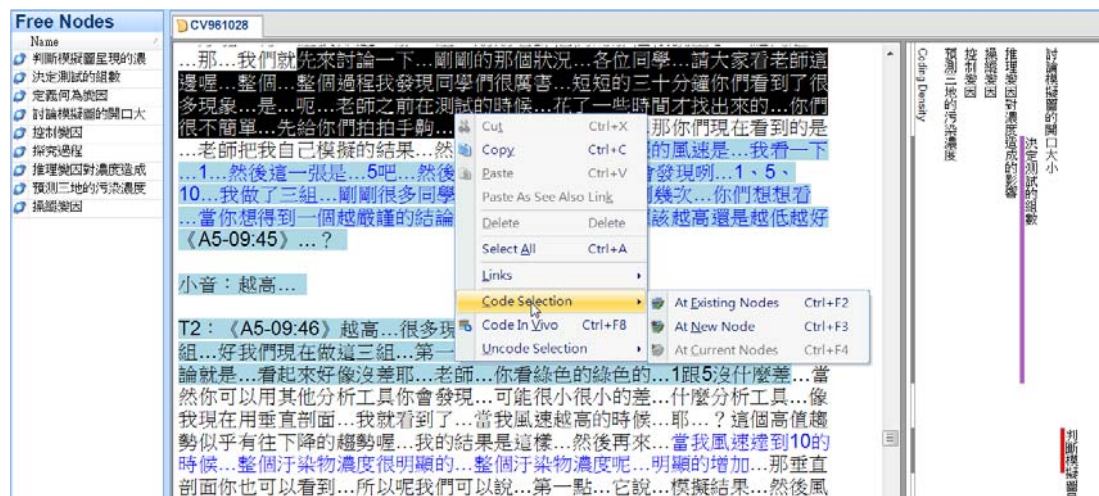 Free Nodes
Name
判斷模擬圖呈現的濃
決定測試的組數
定義何為變因
討論模擬圖的開口大
控制變因
探究過程
推理變因對濃度造成
預測三地的污染濃度
操縱變因
CV961028
…那…我們就先來討論一下…剛剛的那個狀況…各位同學…請大家看老師這
邊喔…整個…整個過程我發現同學們很厲害…短短的三十分鐘你們看到了很
多現象…是…呃…老師之前在測試的時候…花了一些時間才找出來的…你們
很不簡單…先給你們拍拍手齁…那你們現在看到的是
…老師把我自己模擬的結果…然 的風速是…我看一下
…1…然後這一張是…5吧…然後 會發現咧…1、5、
10…我做了三組…剛剛很多同學 幾次…你們想想看
…當你想得到一個越嚴謹的結論 該越高還是越低越好
《A5-09:45》…?
小音：越高…
T2：《A5-09:46》越高…很多現
組…好我們現在做這三組…第一
論就是…看起來好像沒差耶…老師…你看綠色的綠色的…1跟5沒什麼差…當
然你可以用其他分析工具你會發現…可能很小很小的差…什麼分析工具…像
我現在用垂直剖面…我就看到了…當我風速越高的時候…耶…?這個高值趨
勢似乎有往下降的趨勢喔…我的結果是這樣…然後再來…當我風速達到10的
時候…整個汙染物濃度很明顯的…整個汙染物濃度呢…明顯的增加…那垂直
剖面你也可以看到…所以呢我們可以說…第一點…它說…模擬結果…然後風
Cut Ctrl+X
Copy Ctrl+C
Paste Ctrl+V
Paste As See Also Link
Delete Delete
Select All Ctrl+A
Links
Code Selection
Code In Vivo Ctrl+F8
Uncode Selection
At Existing Nodes Ctrl+F2
At New Node Ctrl+F3
At Current Nodes Ctrl+F4
Coding Density
預測三地的污染濃度
控制變因
操縱變因
推理變因對濃度造成的影響
決定測試的組數
討論模擬圖的開口大小
判斷模擬圖